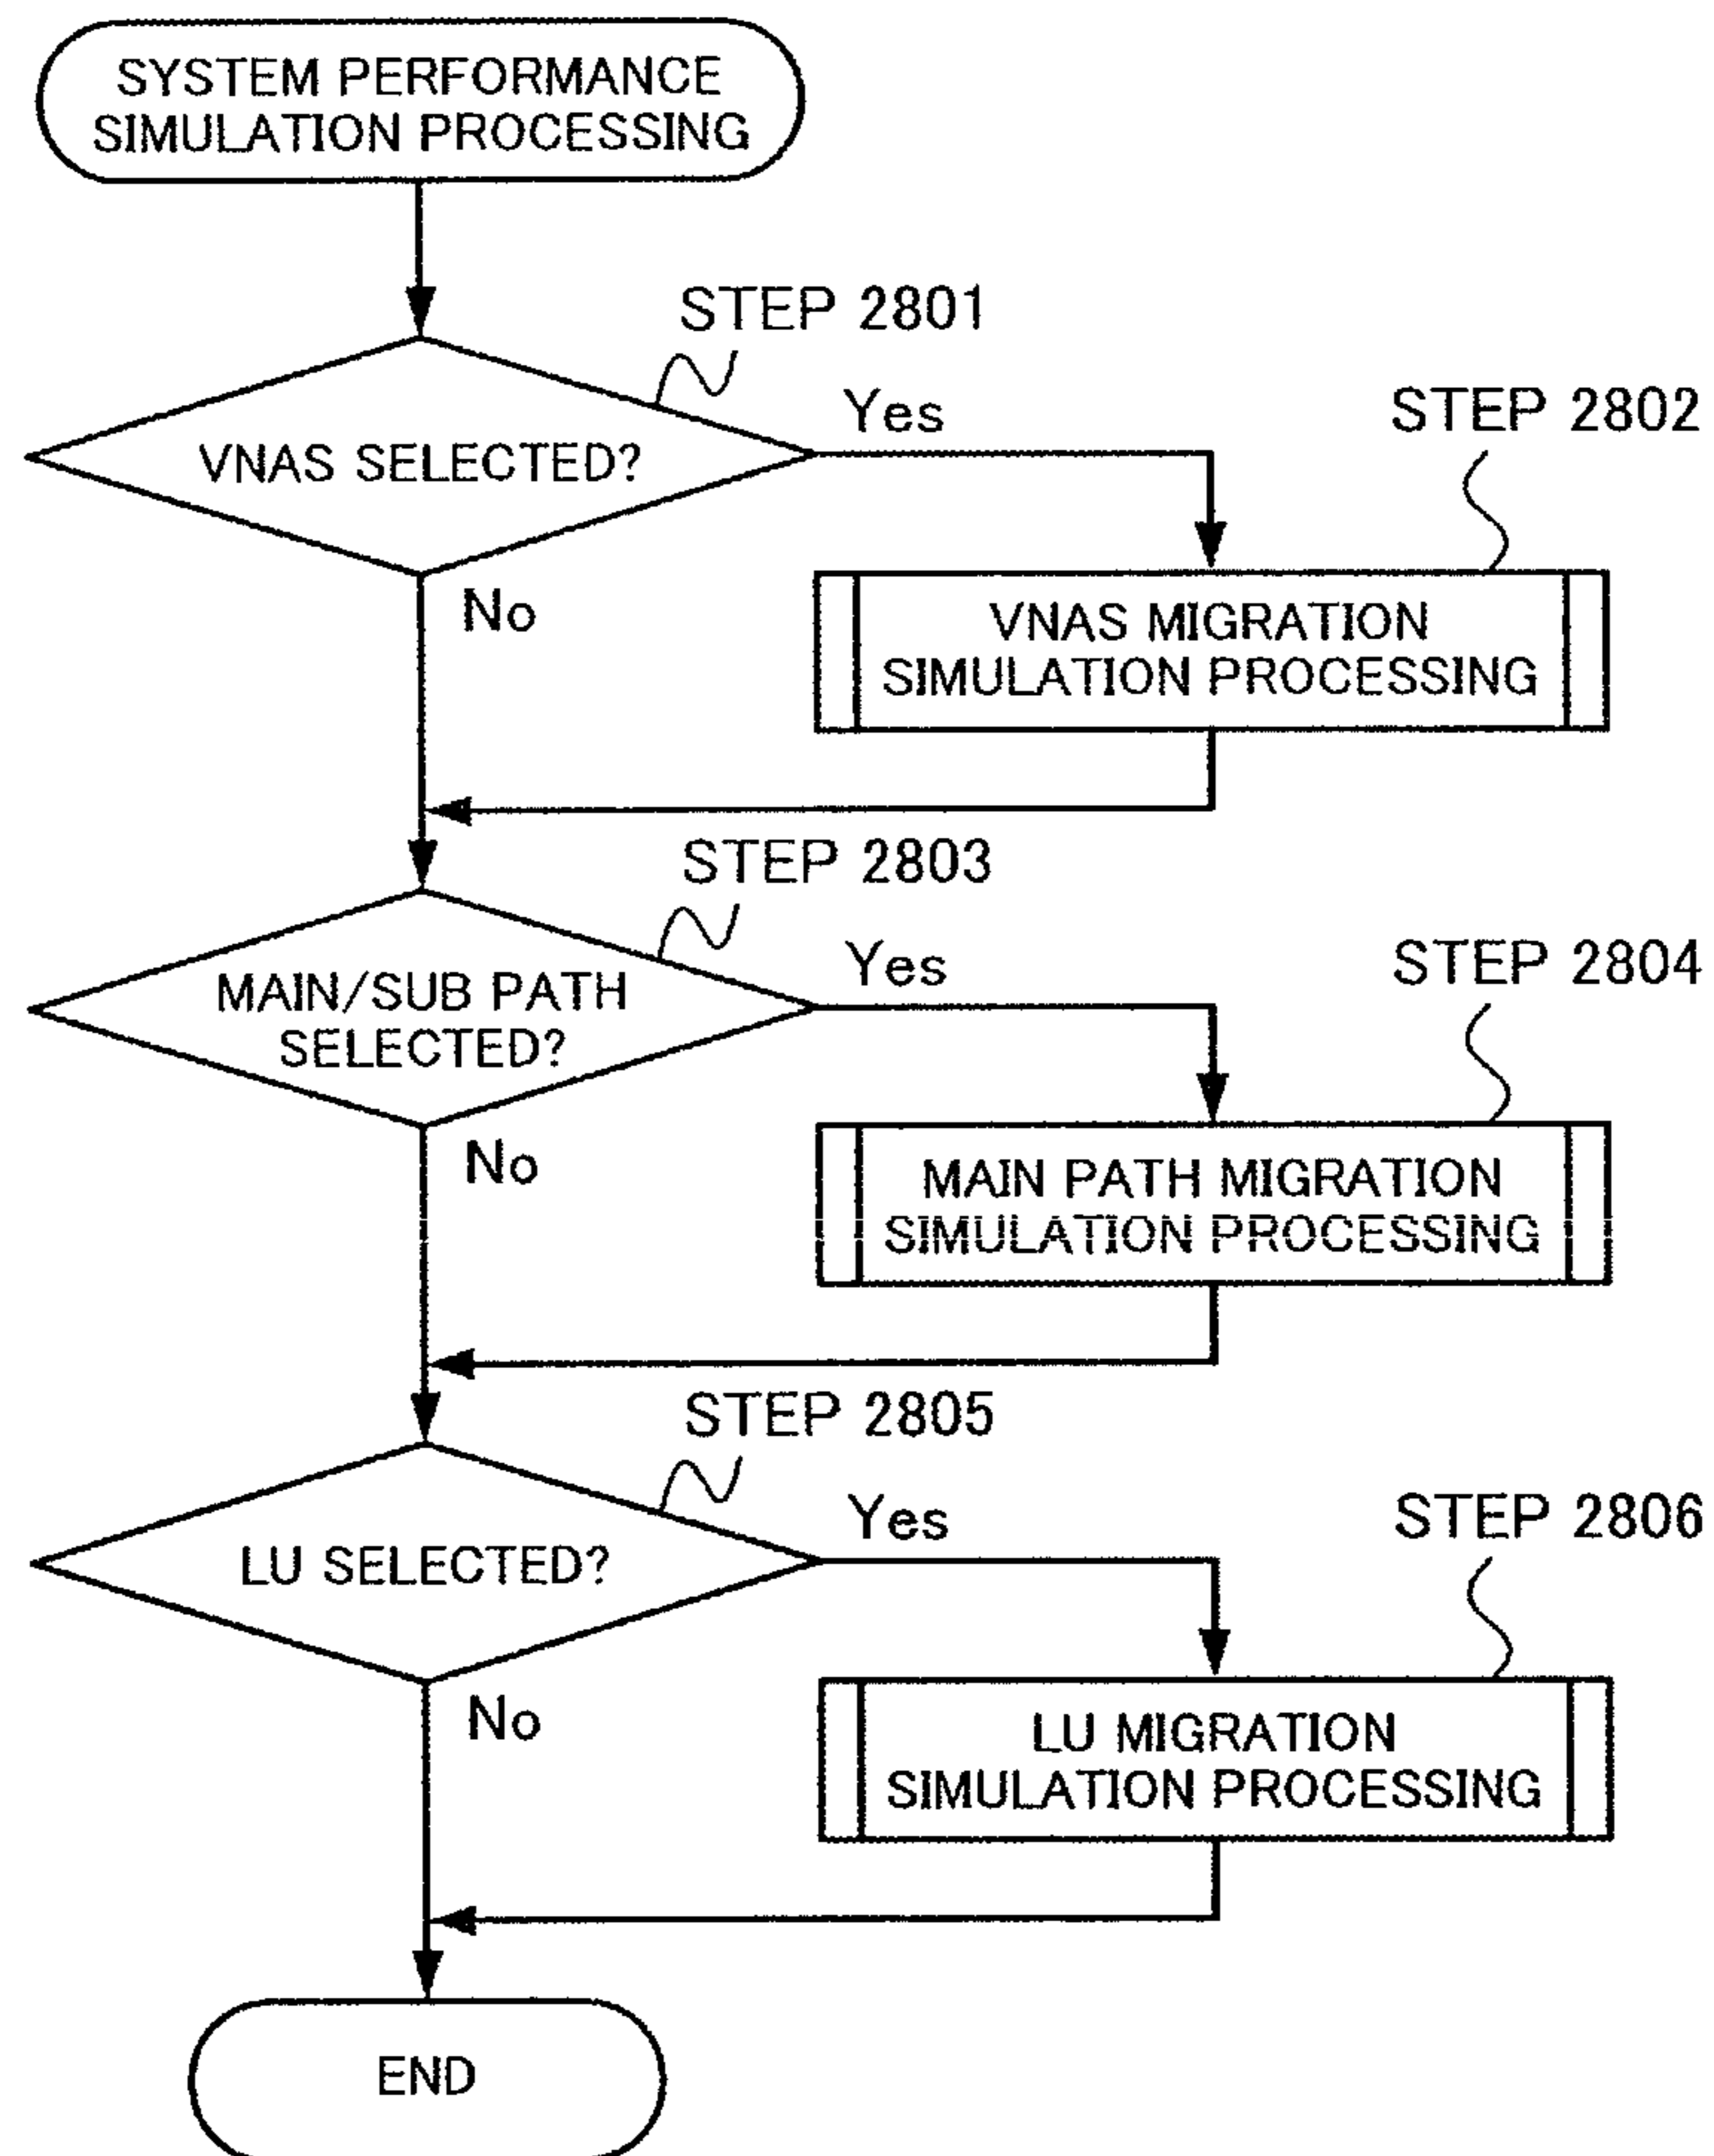 SYSTEM PERFORMANCE
SIMULATION PROCESSING
STEP 2801
VNAS SELECTED?
Yes
No
STEP 2802
VNAS MIGRATION
SIMULATION PROCESSING
STEP 2803
MAIN/SUB PATH
SELECTED?
Yes
No
STEP 2804
MAIN PATH MIGRATION
SIMULATION PROCESSING
STEP 2805
LU SELECTED?
Yes
No
STEP 2806
LU MIGRATION
SIMULATION PROCESSING
END